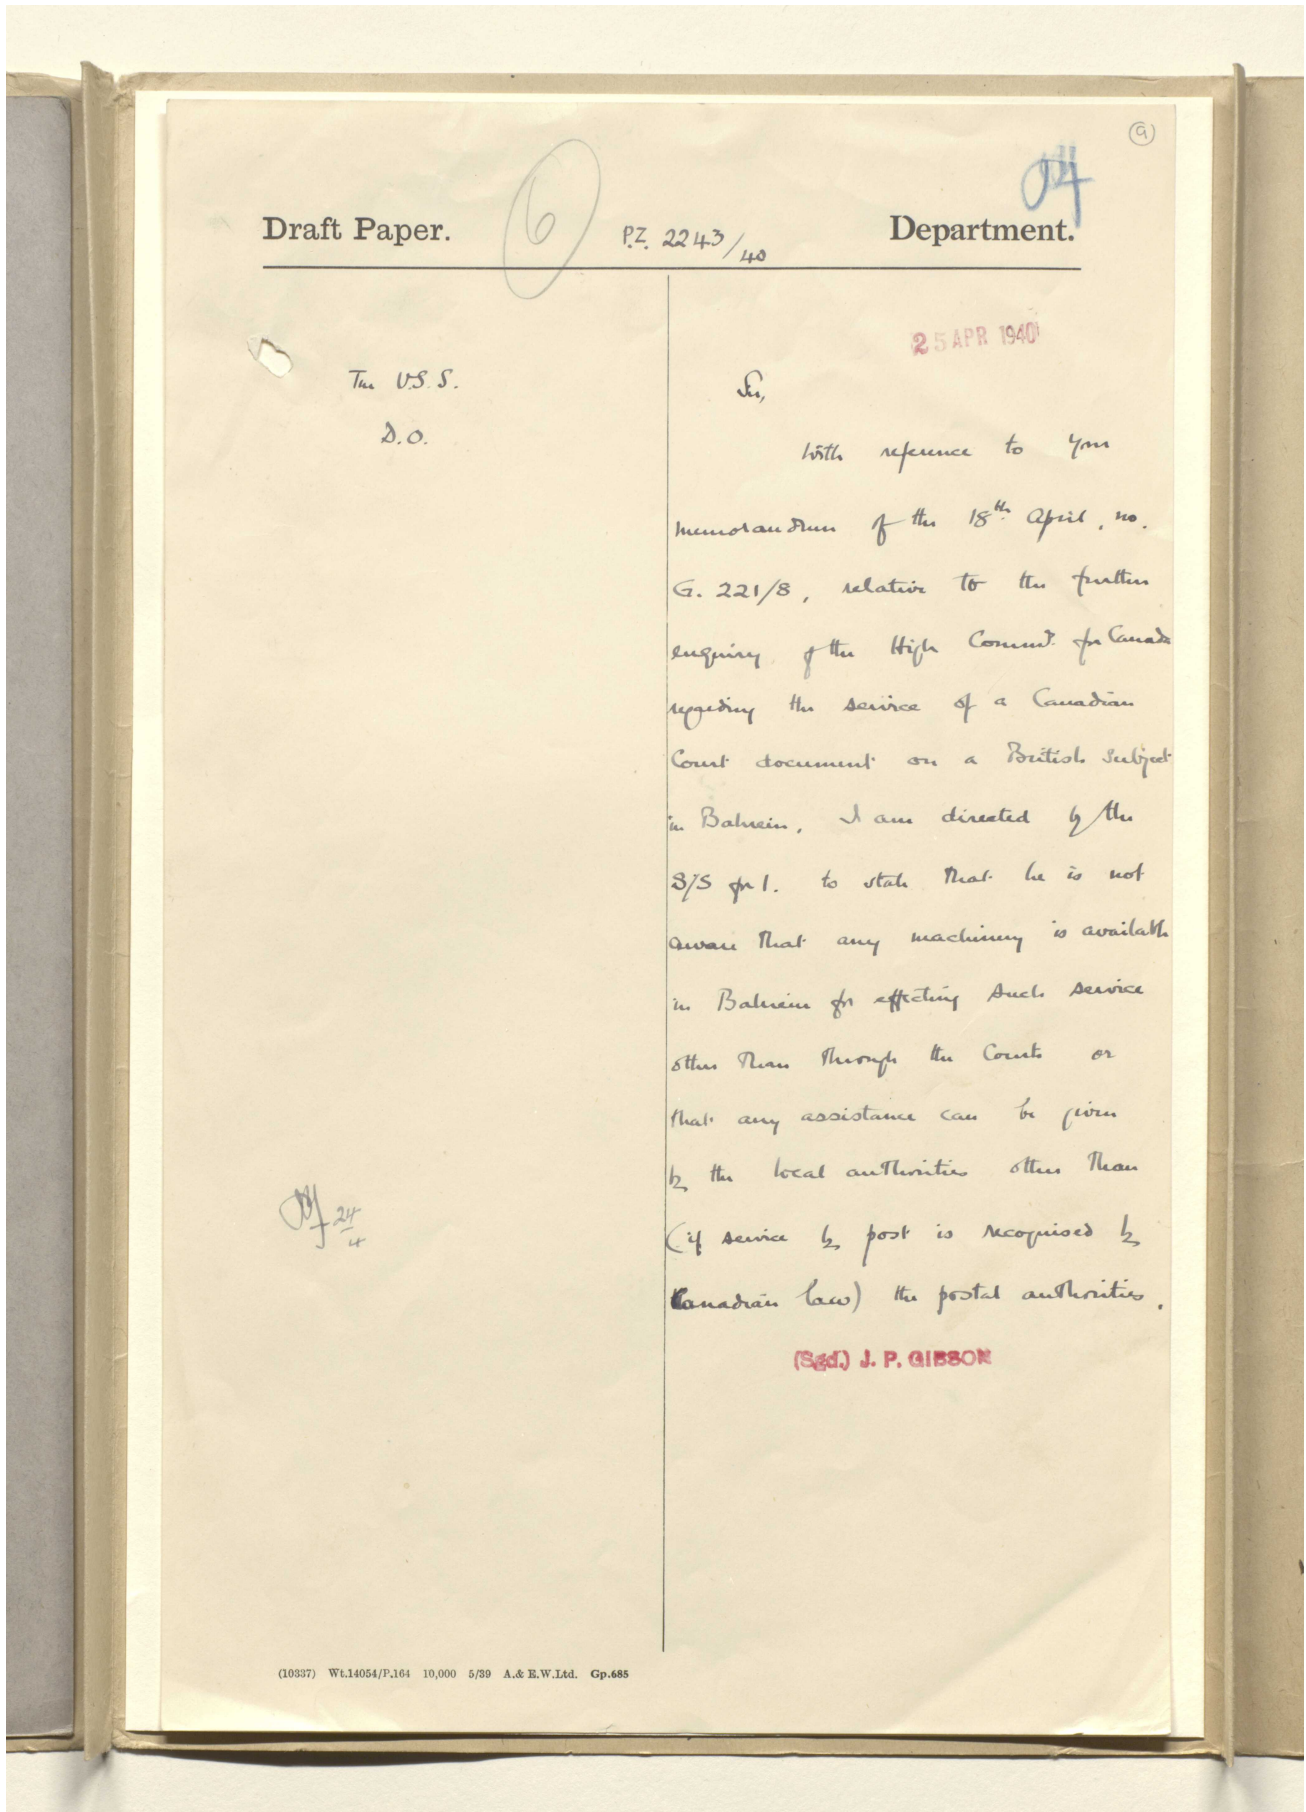 9
6
Draft Paper.
P.Z. 2243/40
Department.
25 APR 1940
The U.S.S.
D.O.
Sir,
With reference to your
memorandum of the 18th April, no.
G. 221/8, relative to the further
enquiry of the High Commr. for Canada
regarding the service of a Canadian
Court document on a British Subject
in Bahrein, I am directed by the
S/S for I. to state that he is not
aware that any machinery is available
in Bahrein for effecting such service
other than through the Courts or
that any assistance can be given
by the local authorities other than
(if service by post is recognised by
Canadian law) the postal authorities.
24/4
(Sgd.) J. P. GIBSON
(10337) Wt.14054/P.164 10,000 5/39 A.& E.W.Ltd. Gp.685